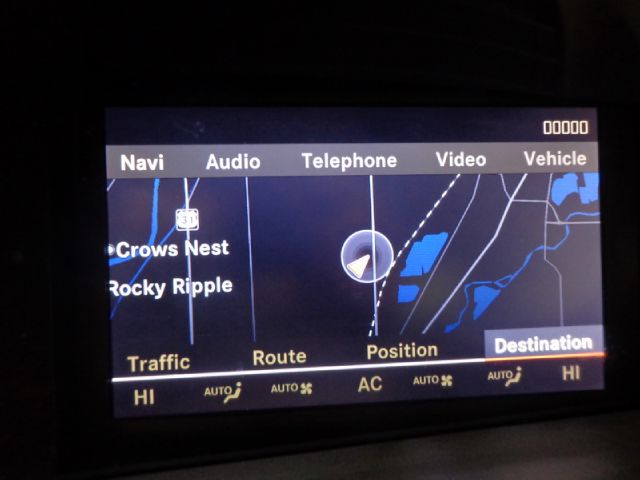 Navi Audio Telephone Video Vehicle
31
Crows Nest
Rocky Ripple
Traffic Route Position Destination
HI AUTO AUTO AC AUTO AUTO HI